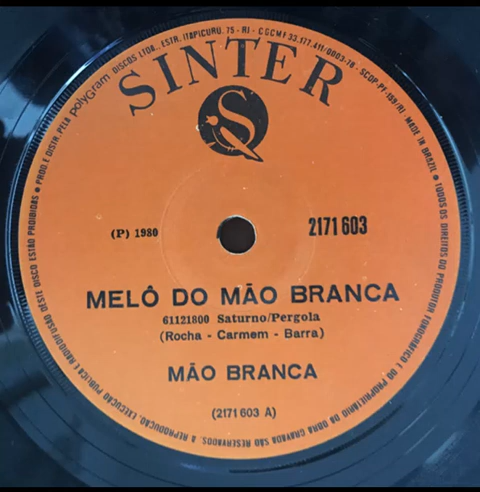 PROD. E DISTR. PELA polyGram DISCOS LTDA., ESTR. ITAPICURÚ, 75 - RJ - CGCMF 33.177.411/0003-78 - SCDP-PF-159/RJ - MADE IN BRAZIL ● TODOS OS DIREITOS DO PRODUTOR FONOGRÁFICO E DO PROPRIETÁRIO DA OBRA GRAVADA SÃO RESERVADOS. A REPRODUÇÃO, EXECUÇÃO PÚBLICA E RADIODIFUSÃO DESTE DISCO ESTÃO PROIBIDAS ●
SINTER
S
(P) 1980
2171 603
MELÔ DO MÃO BRANCA
61121800 Saturno/Pergola
(Rocha - Carmem - Barra)
MÃO BRANCA
(2171 603 A)